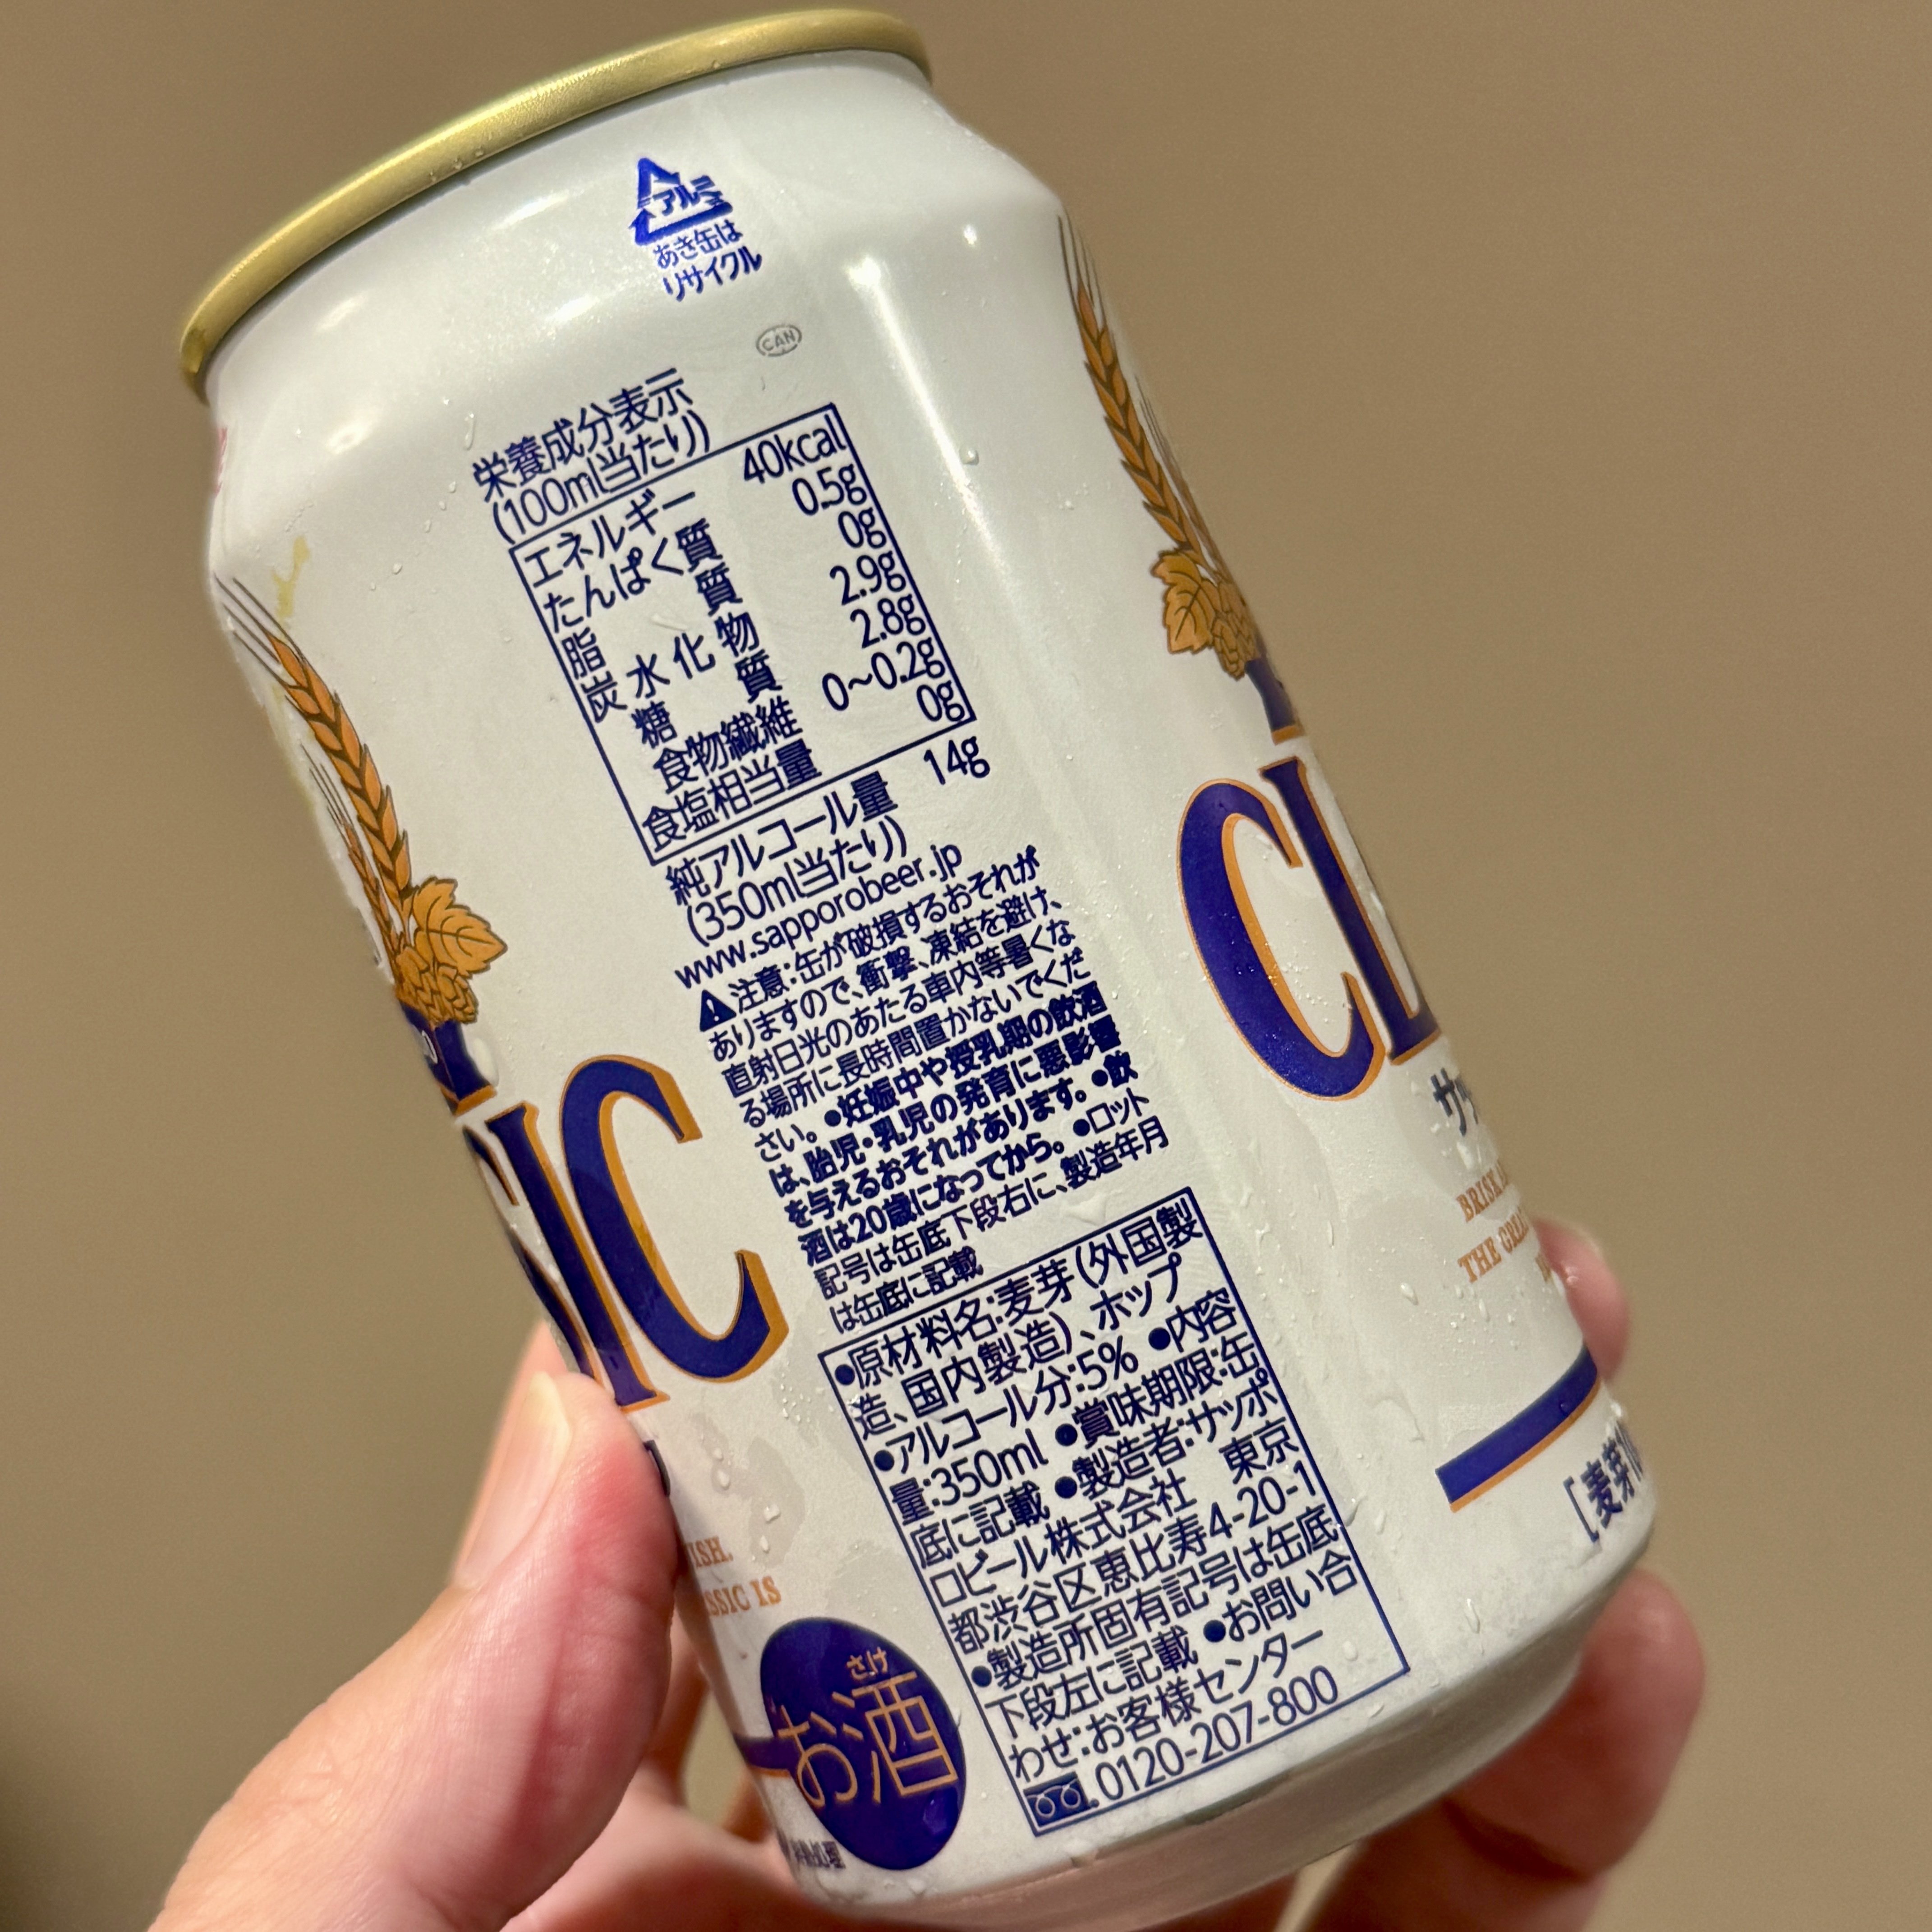 アルミ
あき缶は
リサイクル
CAN
栄養成分表示
(100ml当たり)
エネルギー 40kcal
たんぱく質 0.5g
脂質 0g
炭水化物 2.9g
糖質 2.8g
食物繊維 0~0.2g
食塩相当量 0g
純アルコール量 14g
(350ml当たり)
www.sapporobeer.jp
注意:缶が破損するおそれが
ありますので、衝撃、凍結を避け、
直射日光のあたる車内等暑くな
る場所に長時間置かないでくだ
さい。●妊娠中や授乳期の飲酒
は、胎児・乳児の発育に悪影響
を与えるおそれがあります。●飲
酒は20歳になってから。●ロット
記号は缶底下段右に、製造年月
は缶底に記載
●原材料名:麦芽(外国製
造、国内製造)、ホップ
●アルコール分:5% ●内容
量:350ml ●賞味期限:缶
底に記載 ●製造者:サッポ
ロビール株式会社 東京
都渋谷区恵比寿4-20-1
●製造所固有記号は缶底
下段左に記載 ●お問い合
わせ:お客様センター
0120-207-800
SIC
ISH.
SSIC IS
さけ
お酒
処理
CL
サッ
BRISK
THE GREA
[麦芽